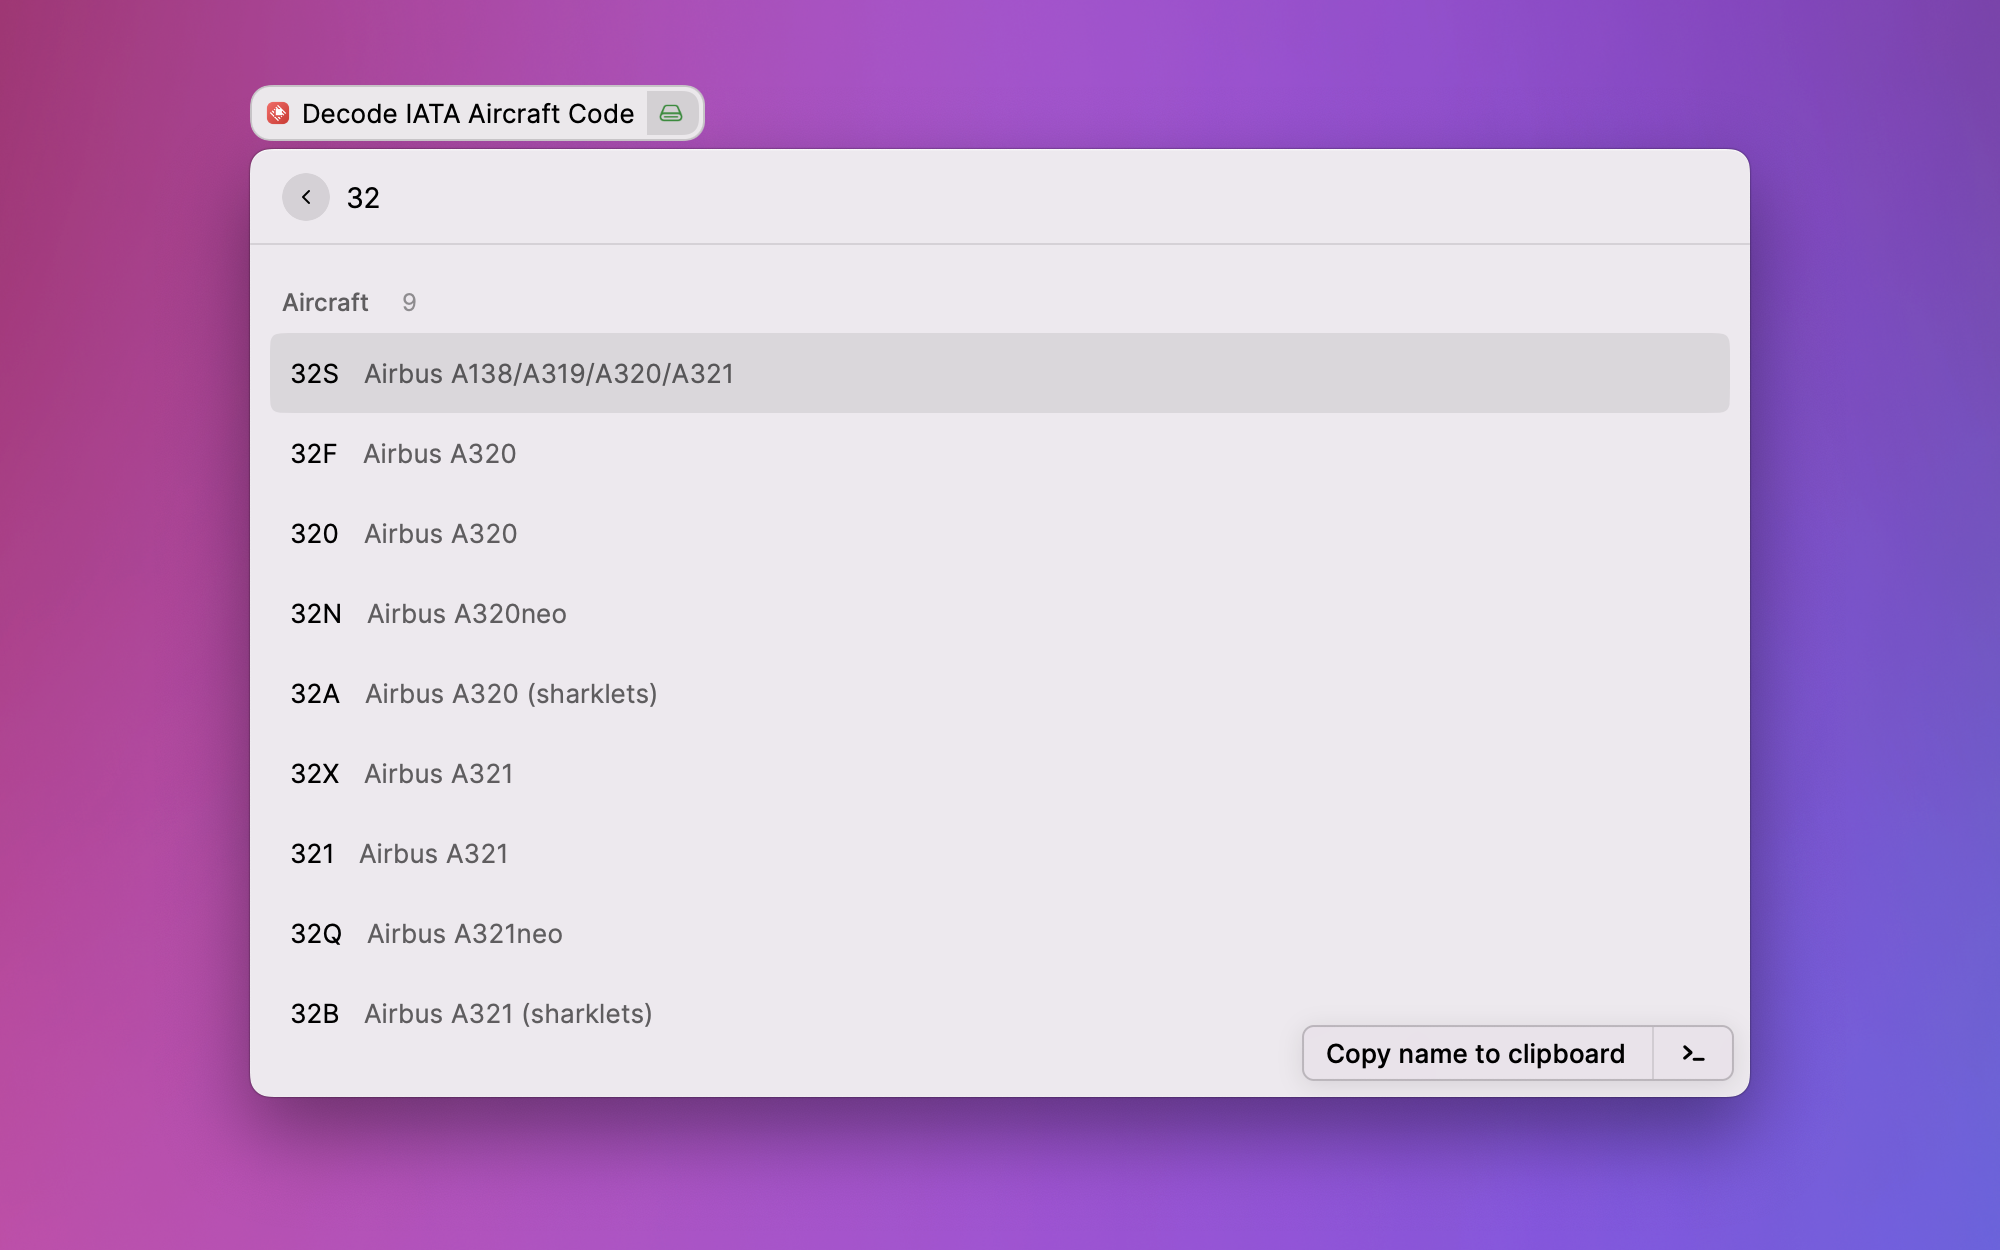 Decode IATA Aircraft Code
32
Aircraft 9
32S Airbus A138/A319/A320/A321
32F Airbus A320
320 Airbus A320
32N Airbus A320neo
32A Airbus A320 (sharklets)
32X Airbus A321
321 Airbus A321
32Q Airbus A321neo
32B Airbus A321 (sharklets)
Copy name to clipboard